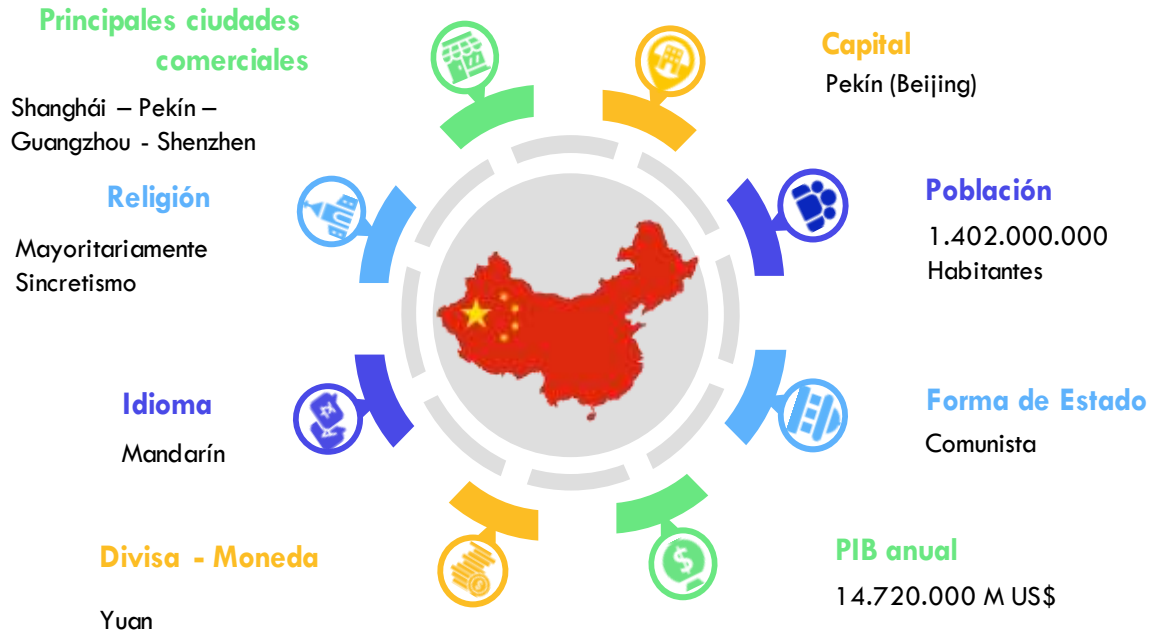 Principales ciudades
comerciales
Shanghái – Pekín –
Guangzhou - Shenzhen
Capital
Pekín (Beijing)
Religión
Mayoritariamente
Sincretismo
Población
1.402.000.000
Habitantes
Idioma
Mandarín
Forma de Estado
Comunista
Divisa - Moneda
Yuan
PIB anual
14.720.000 M US$